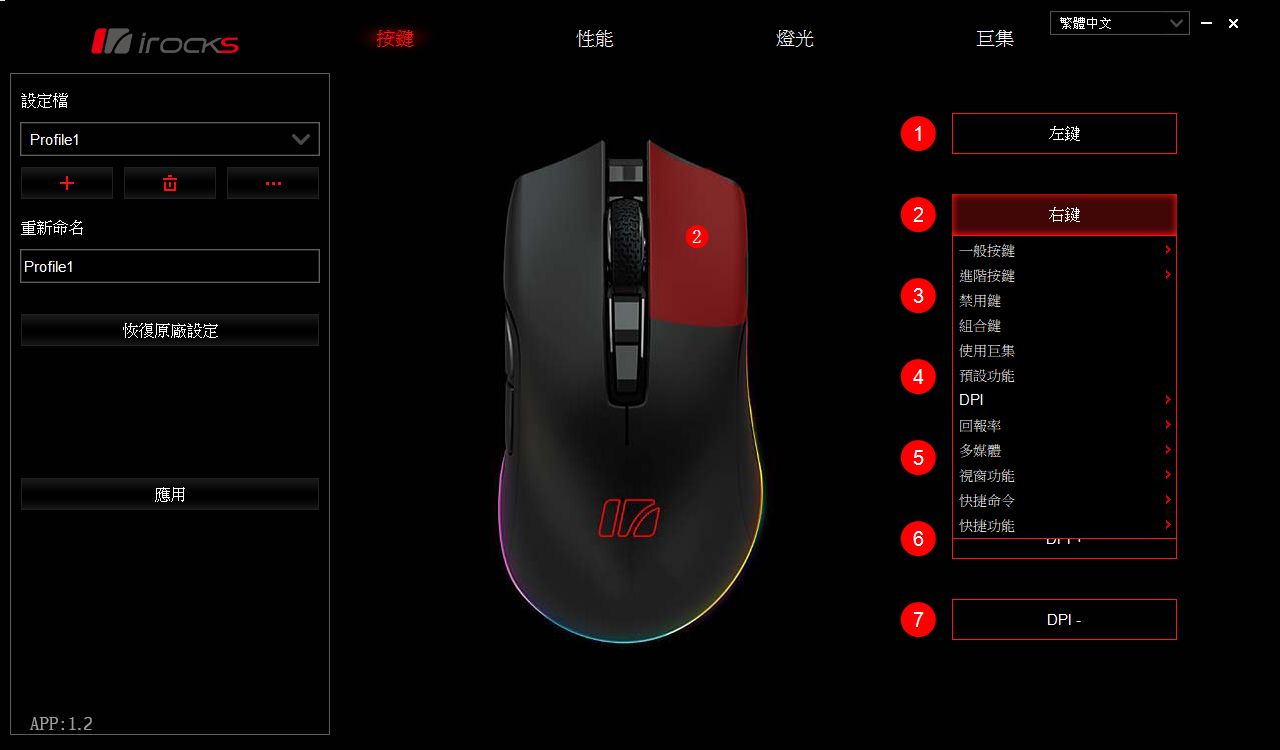 irocks
按鍵
性能
燈光
巨集
繁體中文
設定檔
Profile1
重新命名
Profile1
恢復原廠設定
應用
APP:1.2
2
1
左鍵
2
右鍵
一般按鍵
進階按鍵
3
禁用鍵
組合鍵
使用巨集
4
預設功能
DPI
回報率
5
多媒體
視窗功能
快捷命令
快捷功能
6
7
DPI -